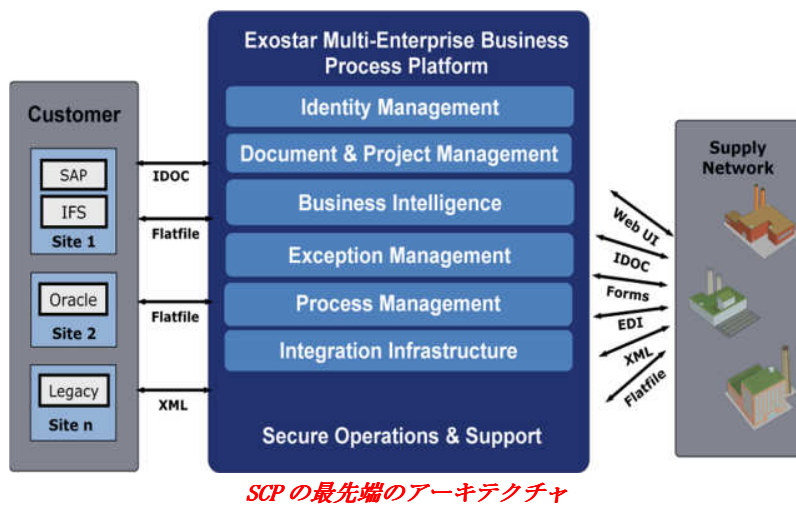 Exostar Multi-Enterprise Business
Process Platform
Identity Management
Document & Project Management
Business Intelligence
Exception Management
Process Management
Integration Infrastructure
Secure Operations & Support
Customer
SAP
IFS
Site 1
Oracle
Site 2
Legacy
Site n
IDOC
Flatfile
Flatfile
XML
Web UI
IDOC
Forms
EDI
XML
Flatfile
Supply
Network
SCP の最先端のアーキテクチャ